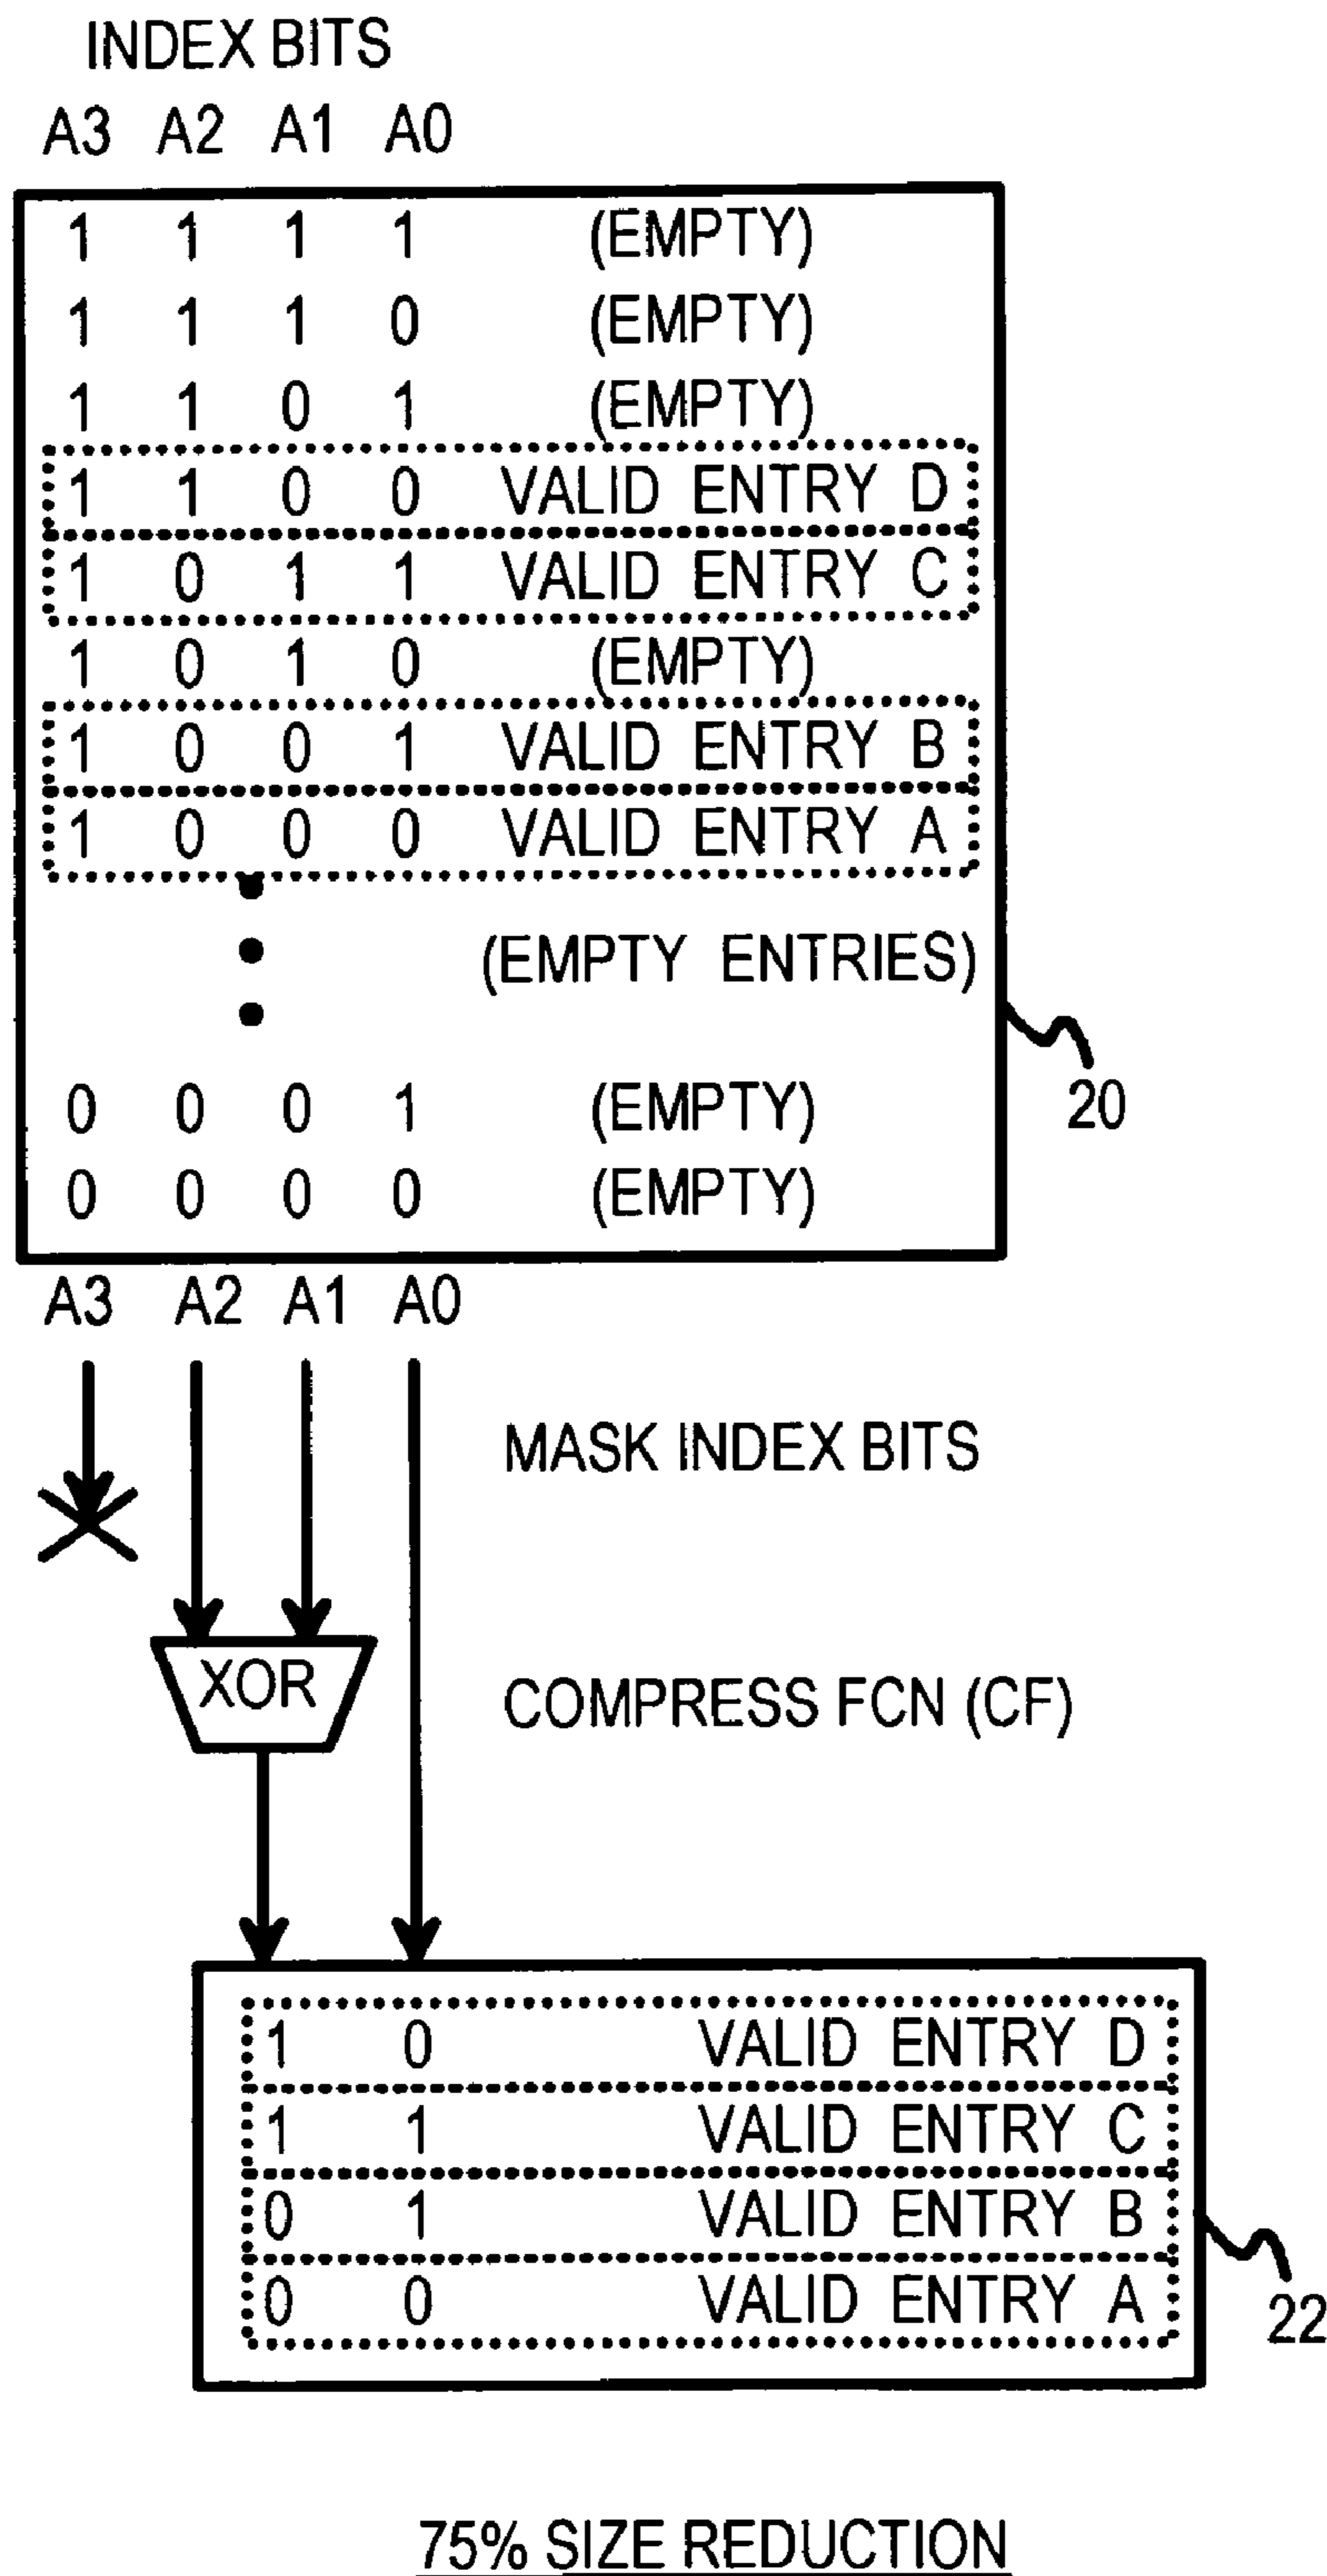 INDEX BITS
A3 A2 A1 A0
1 1 1 1 (EMPTY)
1 1 1 0 (EMPTY)
1 1 0 1 (EMPTY)
1 1 0 0 VALID ENTRY D
1 0 1 1 VALID ENTRY C
1 0 1 0 (EMPTY)
1 0 0 1 VALID ENTRY B
1 0 0 0 VALID ENTRY A
(EMPTY ENTRIES)
0 0 0 1 (EMPTY)
20
0 0 0 0 (EMPTY)
A3 A2 A1 A0
MASK INDEX BITS
XOR
COMPRESS FCN (CF)
1 0 VALID ENTRY D
1 1 VALID ENTRY C
0 1 VALID ENTRY B
0 0 VALID ENTRY A
22
75% SIZE REDUCTION